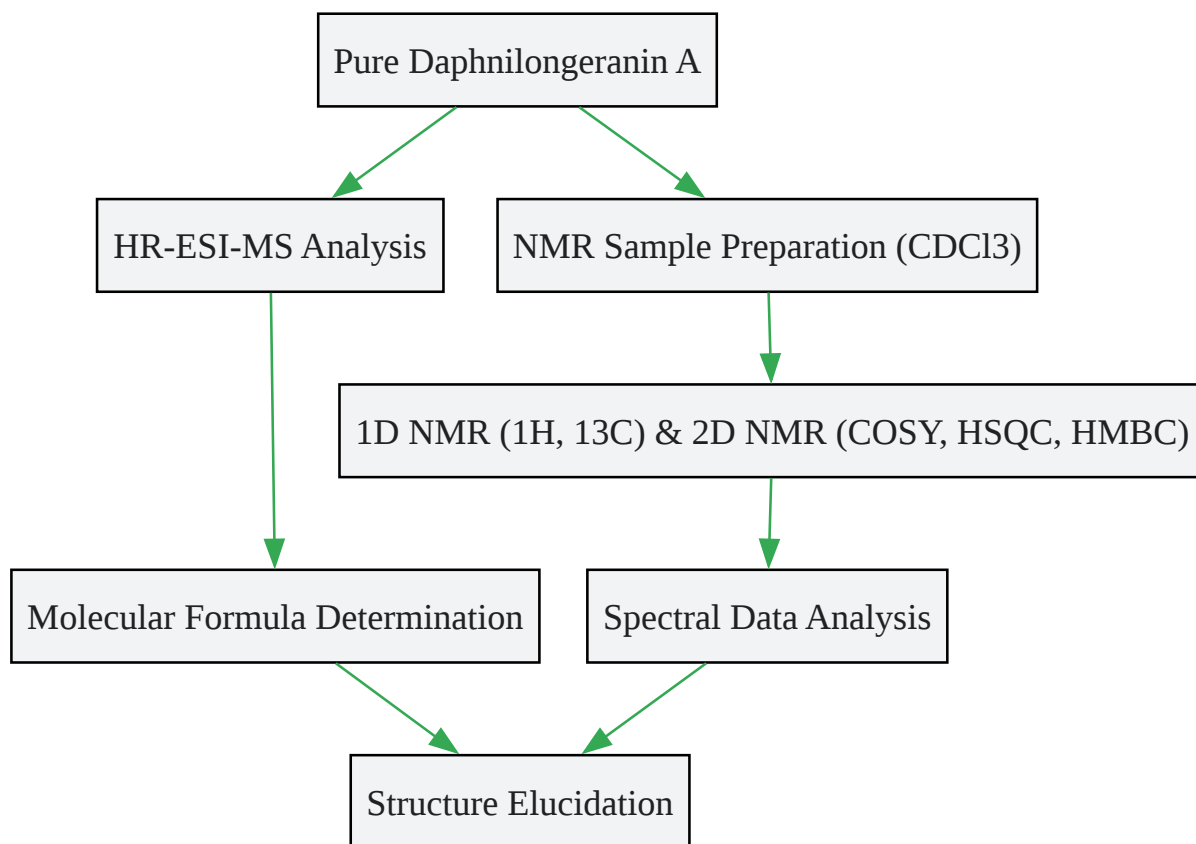 Pure Daphnilongeranin A
HR-ESI-MS Analysis
NMR Sample Preparation (CDCl3)
1D NMR (1H, 13C) & 2D NMR (COSY, HSQC, HMBC)
Molecular Formula Determination
Spectral Data Analysis
Structure Elucidation